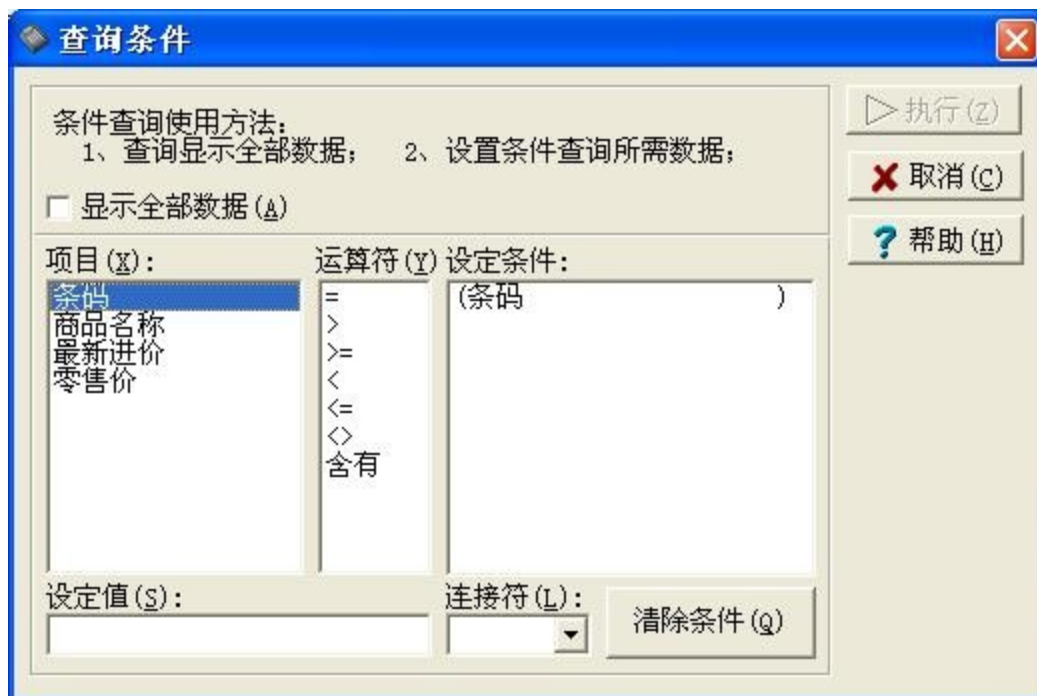 查询条件
条件查询使用方法：
1、查询显示全部数据； 2、设置条件查询所需数据；
显示全部数据(A)
执行(Z)
取消(C)
帮助(H)
项目(X):
条码
商品名称
最新进价
零售价
运算符(Y)
=
>
>=
<
<=
<>
含有
设定条件:
(条码 )
设定值(S):
连接符(L):
清除条件(Q)